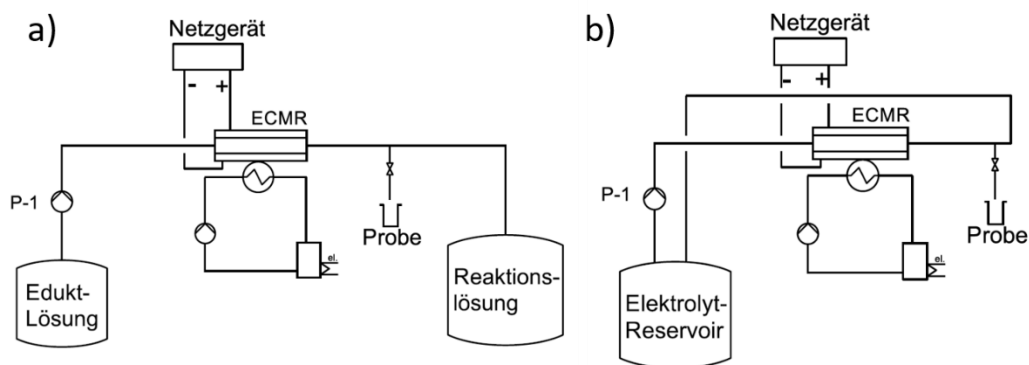 a)
Netzgerät
- +
ECMR
P-1
Probe
el.
Edukt-
Lösung
Reaktions-
lösung
b)
Netzgerät
- +
ECMR
P-1
Probe
el.
Elektrolyt-
Reservoir